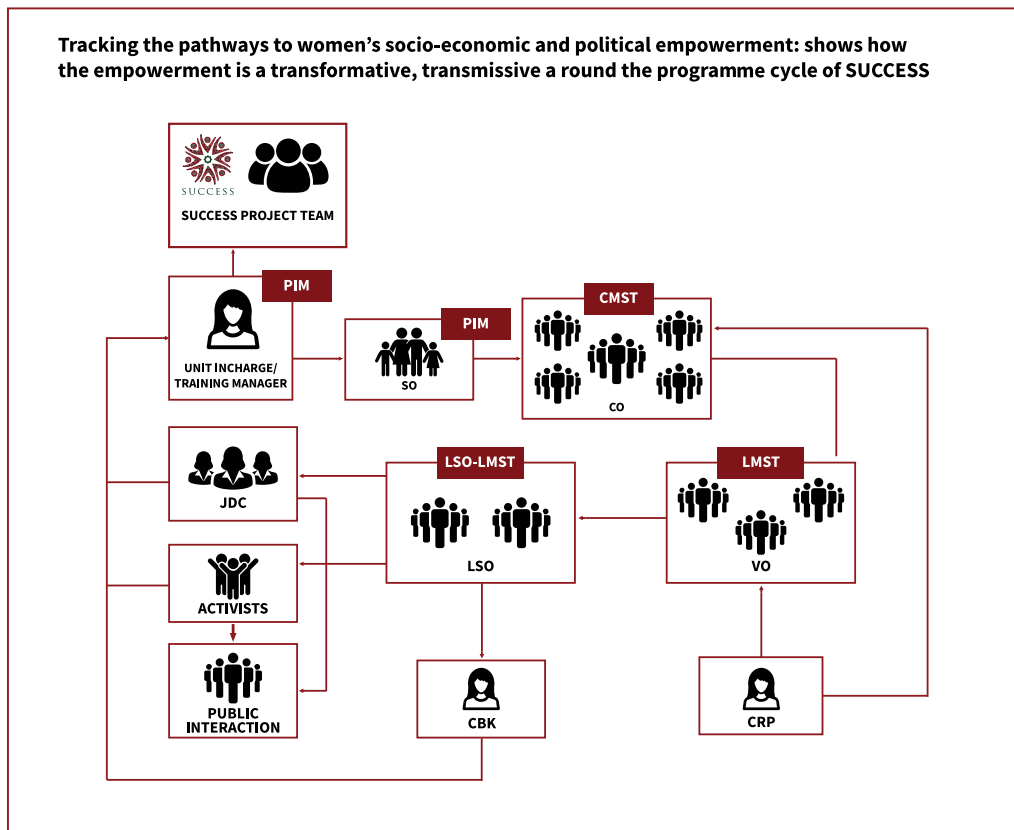 Tracking the pathways to women’s socio-economic and political empowerment: shows how
the empowerment is a transformative, transmissive a round the programme cycle of SUCCESS
SUCCESS
SUCCESS PROJECT TEAM
PIM
UNIT INCHARGE/
TRAINING MANAGER
PIM
SO
CMST
CO
JDC
LSO-LMST
LSO
LMST
VO
ACTIVISTS
PUBLIC
INTERACTION
CBK
CRP